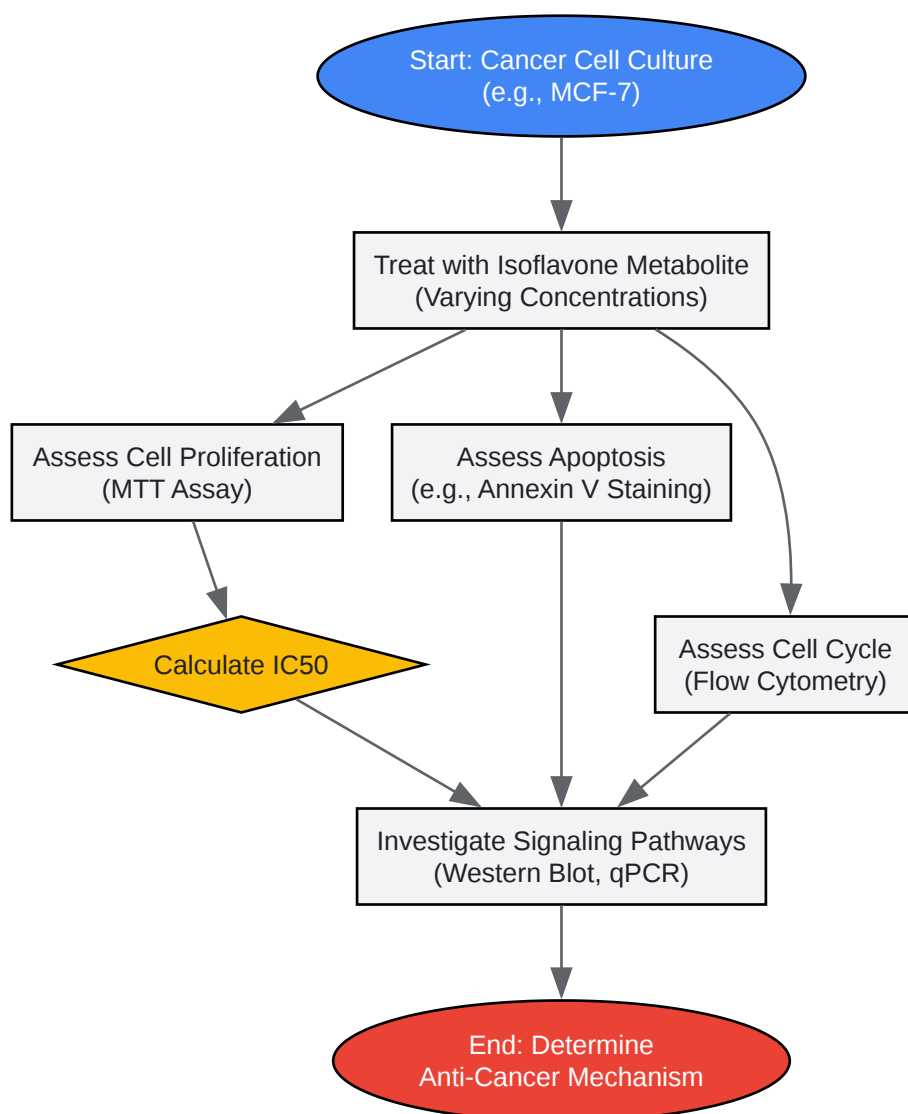 Start: Cancer Cell Culture
(e.g., MCF-7)
Treat with Isoflavone Metabolite
(Varying Concentrations)
Assess Cell Proliferation
(MTT Assay)
Assess Apoptosis
(e.g., Annexin V Staining)
Calculate IC50
Assess Cell Cycle
(Flow Cytometry)
Investigate Signaling Pathways
(Western Blot, qPCR)
End: Determine
Anti-Cancer Mechanism